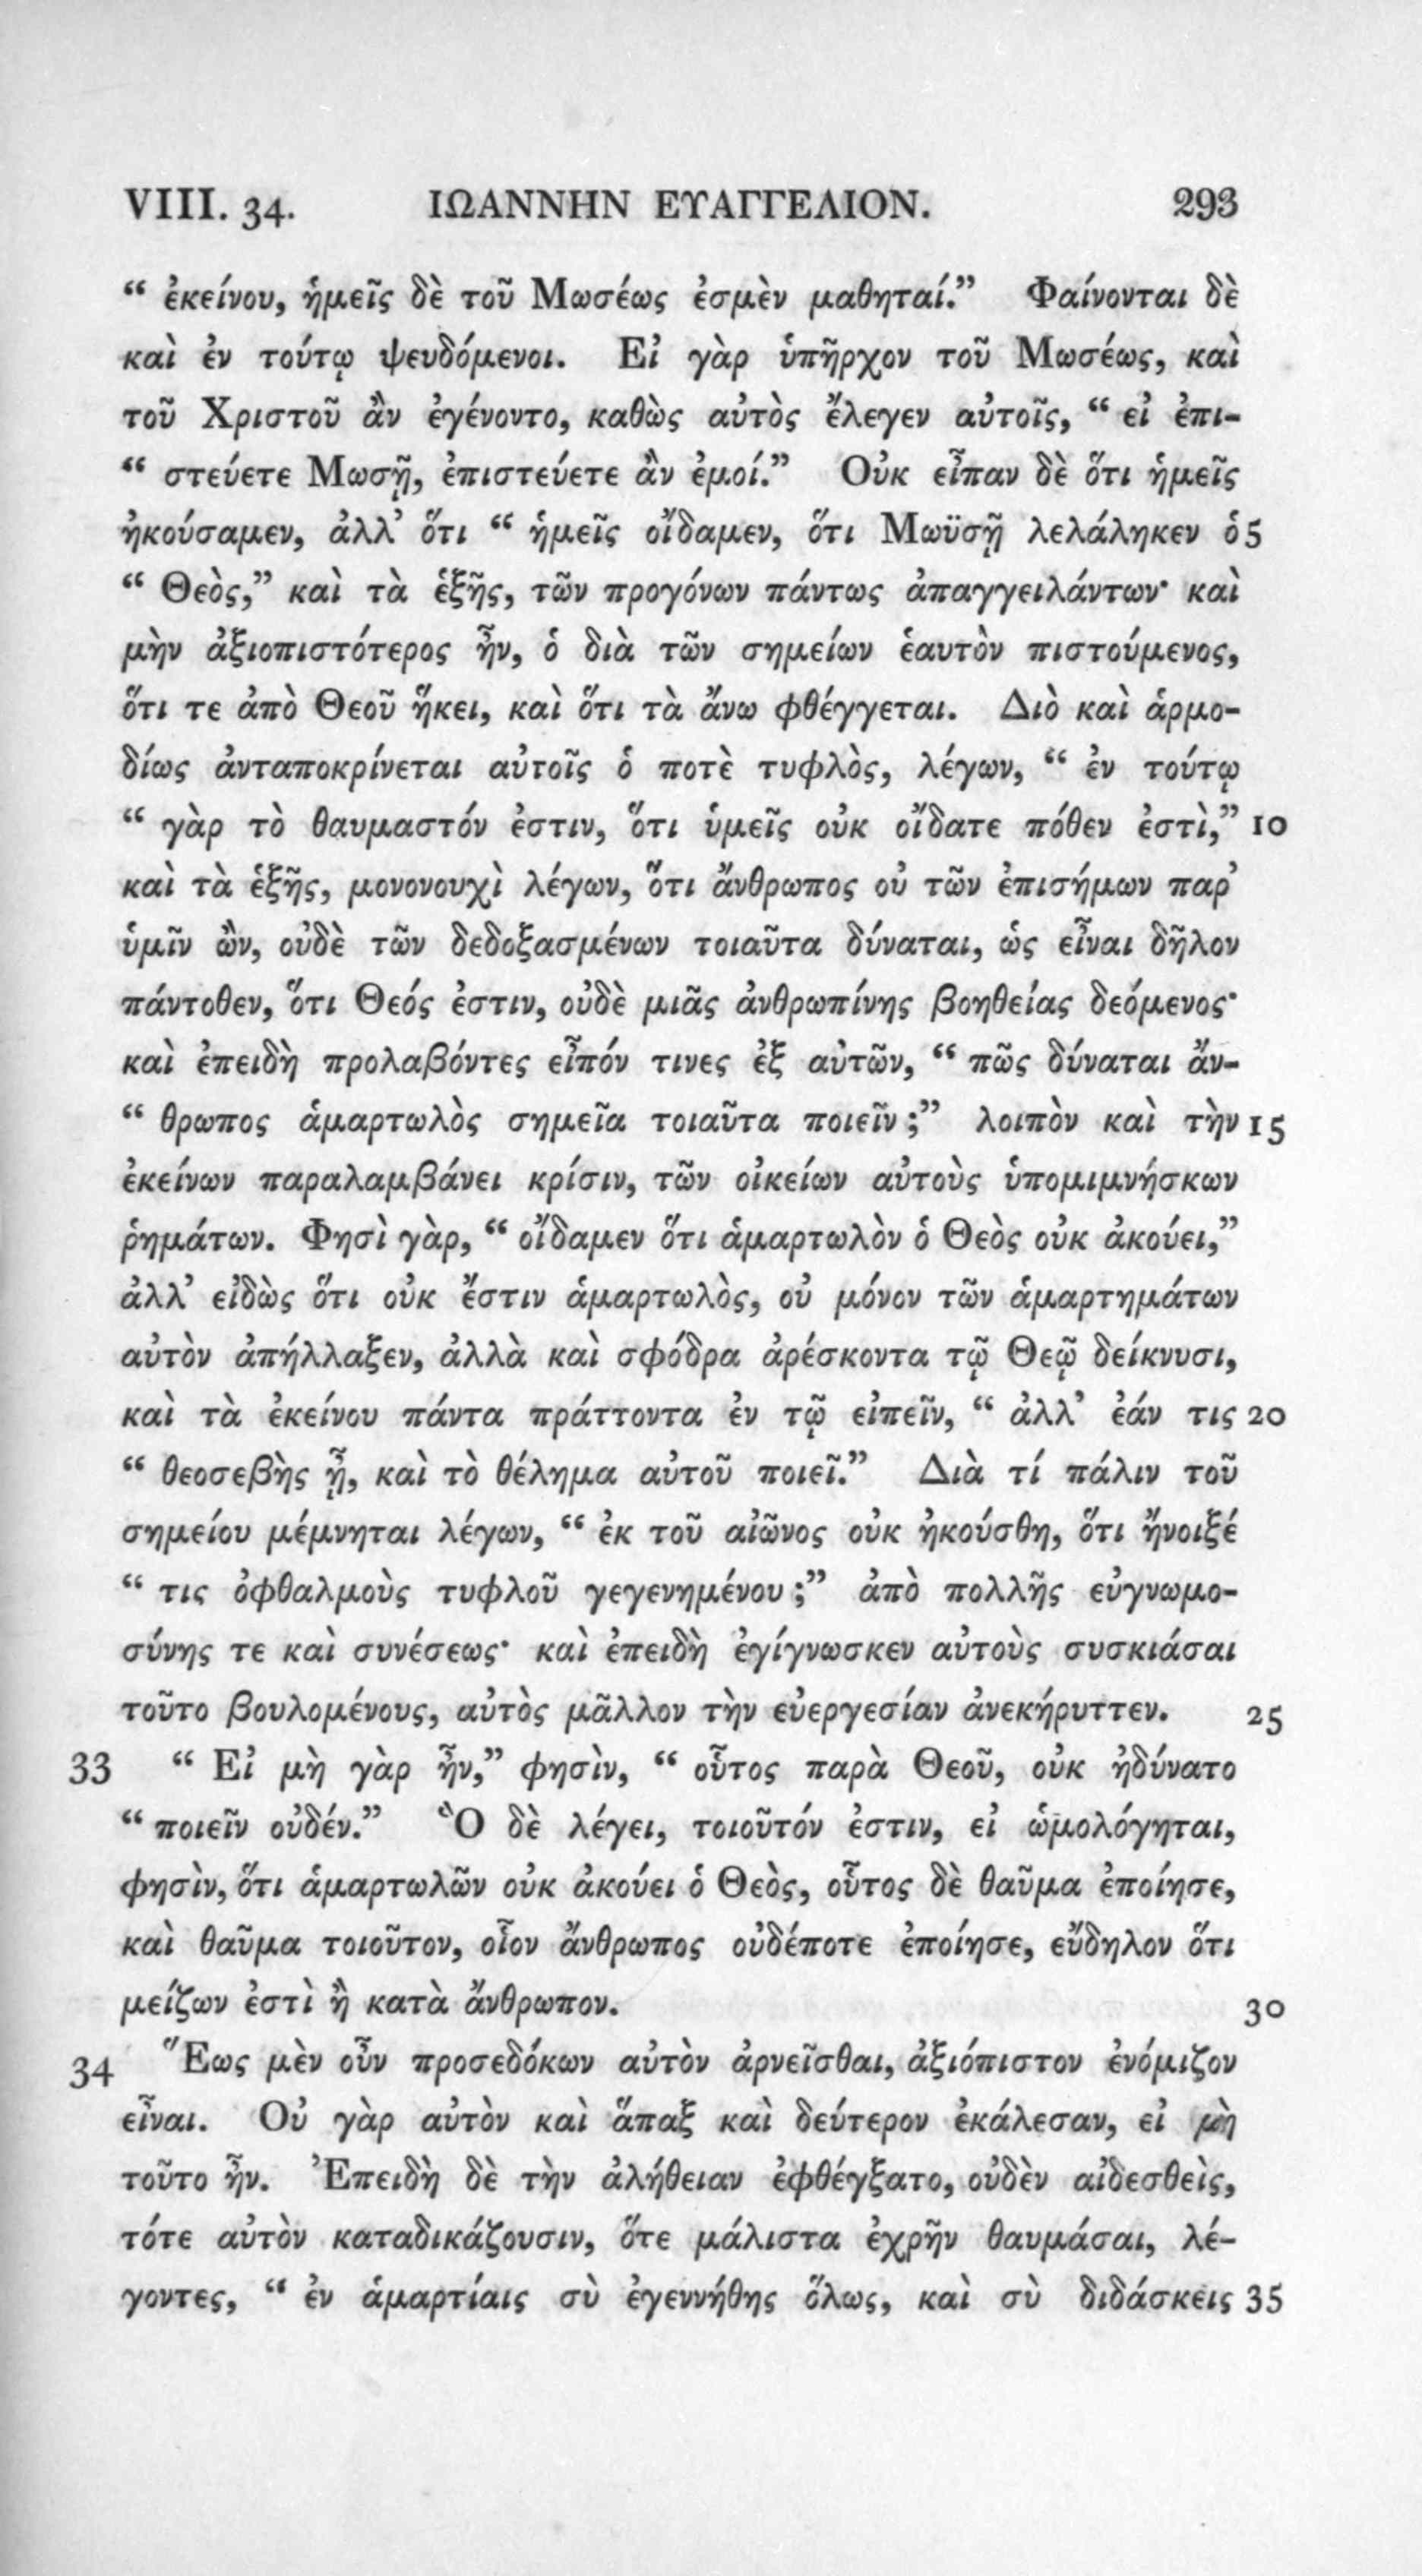 VIII. 34. ΙΩΑΝΝΗΝ ΕΥΑΓΓΕΛΙΟΝ. 293
“ ἐκείνου, ἡμεῖς δὲ τοῦ Μωσέως ἐσμὲν μαθηταί.” Φαίνονται δὲ
καὶ ἐν τούτῳ ψευδόμενοι. Εἰ γὰρ ὑπῆρχον τοῦ Μωσέως, καὶ
τοῦ Χριστοῦ ἂν ἐγένοντο, καθὼς αὐτὸς ἔλεγεν αὐτοῖς, “ εἰ ἐπι-
“ στεύετε Μωσῇ, ἐπιστεύετε ἂν ἐμοί.” Οὐκ εἶπαν δὲ ὅτι ἡμεῖς
ἠκούσαμεν, ἀλλ’ ὅτι “ ἡμεῖς οἴδαμεν, ὅτι Μωϋσῇ λελάληκεν ὁ 5
“ Θεὸς,” καὶ τὰ ἑξῆς, τῶν προγόνων πάντως ἀπαγγειλάντων· καὶ
μὴν ἀξιοπιστότερος ἦν, ὁ διὰ τῶν σημείων ἑαυτὸν πιστούμενος,
ὅτι τε ἀπὸ Θεοῦ ἥκει, καὶ ὅτι τὰ ἄνω φθέγγεται. Διὸ καὶ ἁρμο-
δίως ἀνταποκρίνεται αὐτοῖς ὁ ποτὲ τυφλὸς, λέγων, “ ἐν τούτῳ
“ γὰρ τὸ θαυμαστόν ἐστιν, ὅτι ὑμεῖς οὐκ οἴδατε πόθεν ἐστὶ,” 10
καὶ τὰ ἑξῆς, μονονουχὶ λέγων, ὅτι ἄνθρωπος οὐ τῶν ἐπισήμων παρ’
ὑμῖν ὢν, οὐδὲ τῶν δεδοξασμένων τοιαῦτα δύναται, ὡς εἶναι δῆλον
πάντοθεν, ὅτι Θεός ἐστιν, οὐδὲ μιᾶς ἀνθρωπίνης βοηθείας δεόμενος·
καὶ ἐπειδὴ προλαβόντες εἶπόν τινες ἐξ αὐτῶν, “ πῶς δύναται ἄν-
“ θρωπος ἁμαρτωλὸς σημεῖα τοιαῦτα ποιεῖν;” λοιπὸν καὶ τὴν 15
ἐκείνων παραλαμβάνει κρίσιν, τῶν οἰκείων αὐτοὺς ὑπομιμνήσκων
ῥημάτων. Φησὶ γὰρ, “ οἴδαμεν ὅτι ἁμαρτωλὸν ὁ Θεὸς οὐκ ἀκούει,”
ἀλλ’ εἰδὼς ὅτι οὐκ ἔστιν ἁμαρτωλὸς, οὐ μόνον τῶν ἁμαρτημάτων
αὐτὸν ἀπήλλαξεν, ἀλλὰ καὶ σφόδρα ἀρέσκοντα τῷ Θεῷ δείκνυσι,
καὶ τὰ ἐκείνου πάντα πράττοντα ἐν τῷ εἰπεῖν, “ ἀλλ’ ἐάν τις 20
“ θεοσεβὴς ᾖ, καὶ τὸ θέλημα αὐτοῦ ποιεῖ.” Διὰ τί πάλιν τοῦ
σημείου μέμνηται λέγων, “ ἐκ τοῦ αἰῶνος οὐκ ἠκούσθη, ὅτι ἤνοιξέ
“ τις ὀφθαλμοὺς τυφλοῦ γεγενημένου;” ἀπὸ πολλῆς εὐγνωμο-
σύνης τε καὶ συνέσεως· καὶ ἐπειδὴ ἐγίγνωσκεν αὐτοὺς συσκιάσαι
τοῦτο βουλομένους, αὐτὸς μᾶλλον τὴν εὐεργεσίαν ἀνεκήρυττεν. 25
33 “ Εἰ μὴ γὰρ ἦν,” φησὶν, “ οὗτος παρὰ Θεοῦ, οὐκ ἠδύνατο
“ ποιεῖν οὐδέν.” Ὃ δὲ λέγει, τοιοῦτόν ἐστιν, εἰ ὡμολόγηται,
φησὶν, ὅτι ἁμαρτωλῶν οὐκ ἀκούει ὁ Θεὸς, οὗτος δὲ θαῦμα ἐποίησε,
καὶ θαῦμα τοιοῦτον, οἷον ἄνθρωπος οὐδέποτε ἐποίησε, εὔδηλον ὅτι
μείζων ἐστὶ ἢ κατὰ ἄνθρωπον. 30
34 Ἕως μὲν οὖν προσεδόκων αὐτὸν ἀρνεῖσθαι, ἀξιόπιστον ἐνόμιζον
εἶναι. Οὐ γὰρ αὐτὸν καὶ ἅπαξ καὶ δεύτερον ἐκάλεσαν, εἰ μὴ
τοῦτο ἦν. Ἐπειδὴ δὲ τὴν ἀλήθειαν ἐφθέγξατο, οὐδὲν αἰδεσθεὶς,
τότε αὐτὸν καταδικάζουσιν, ὅτε μάλιστα ἐχρῆν θαυμάσαι, λέ-
γοντες, “ ἐν ἁμαρτίαις σὺ ἐγεννήθης ὅλως, καὶ σὺ διδάσκεις 35